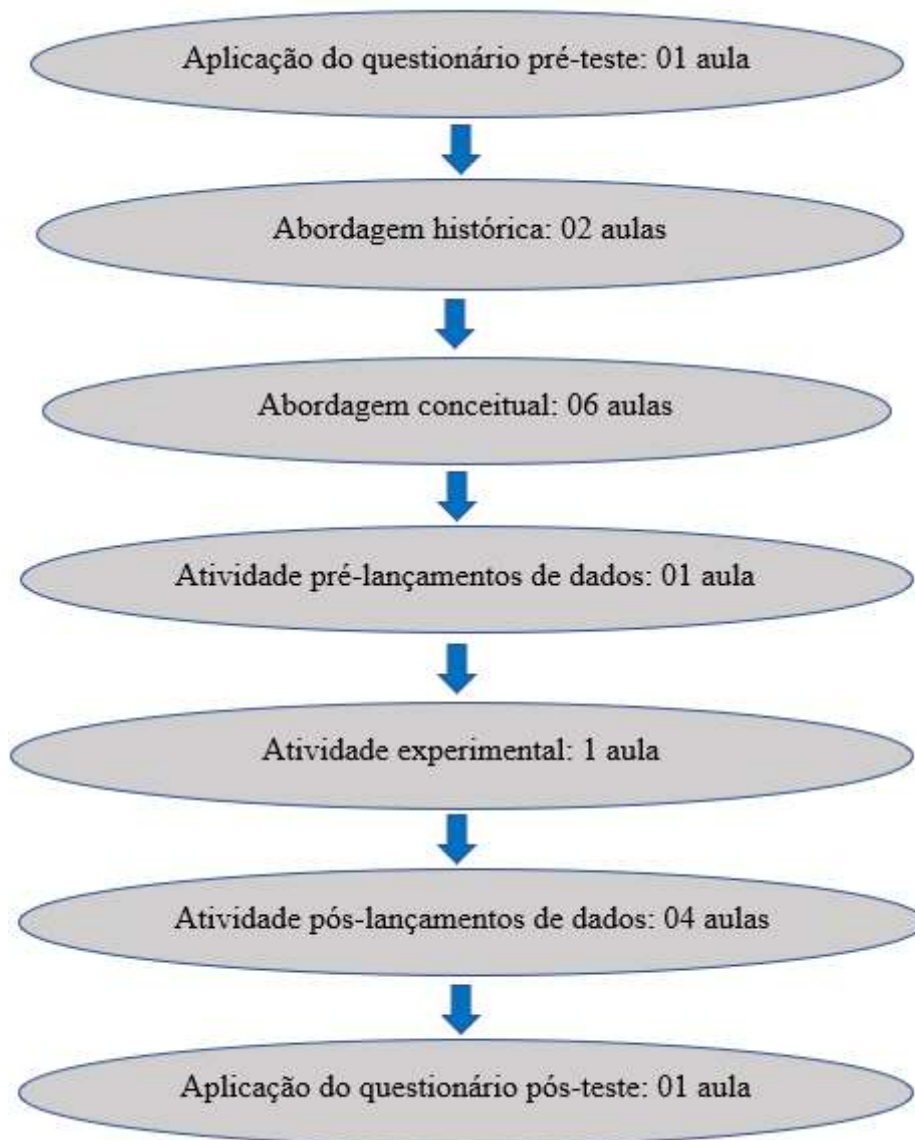 Aplicação do questionário pré-teste: 01 aula
Abordagem histórica: 02 aulas
Abordagem conceitual: 06 aulas
Atividade pré-lançamentos de dados: 01 aula
Atividade experimental: 1 aula
Atividade pós-lançamentos de dados: 04 aulas
Aplicação do questionário pós-teste: 01 aula